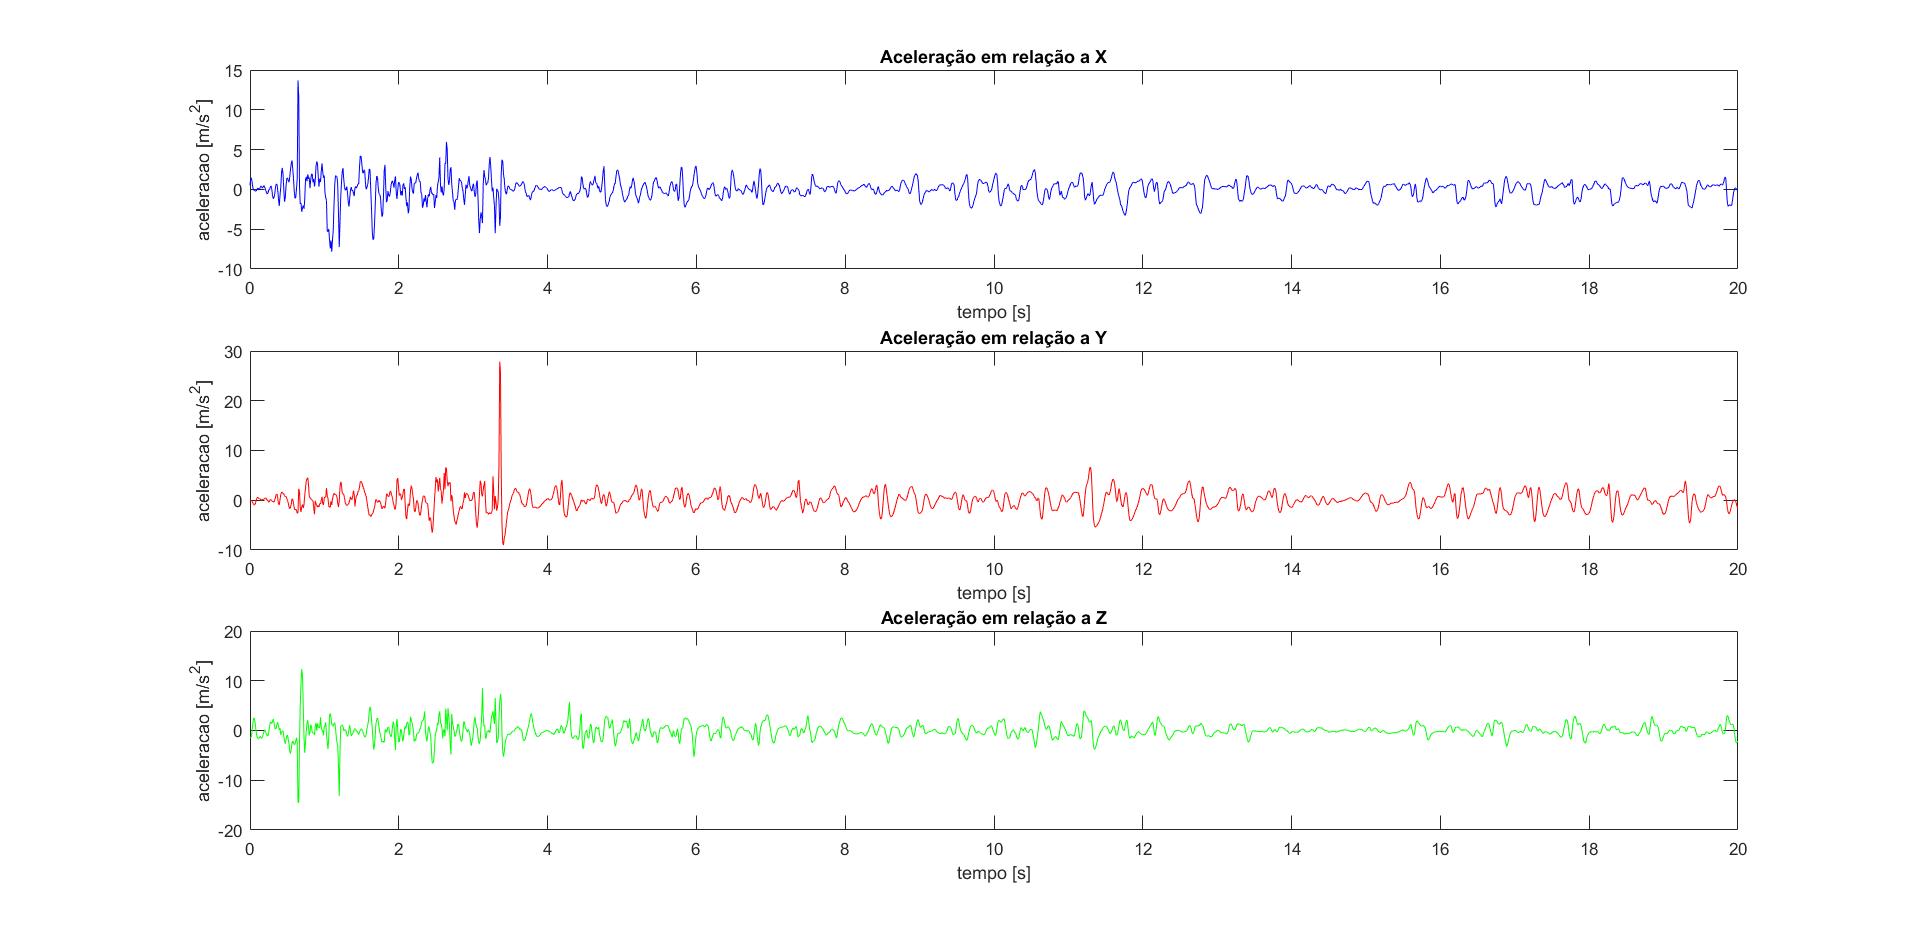 Aceleração em relação a X
aceleracao [m/s2]
15
10
5
0
-5
-10
0 2 4 6 8 10 12 14 16 18 20
tempo [s]
Aceleração em relação a Y
aceleracao [m/s2]
30
20
10
0
-10
0 2 4 6 8 10 12 14 16 18 20
tempo [s]
Aceleração em relação a Z
aceleracao [m/s2]
20
10
0
-10
-20
0 2 4 6 8 10 12 14 16 18 20
tempo [s]